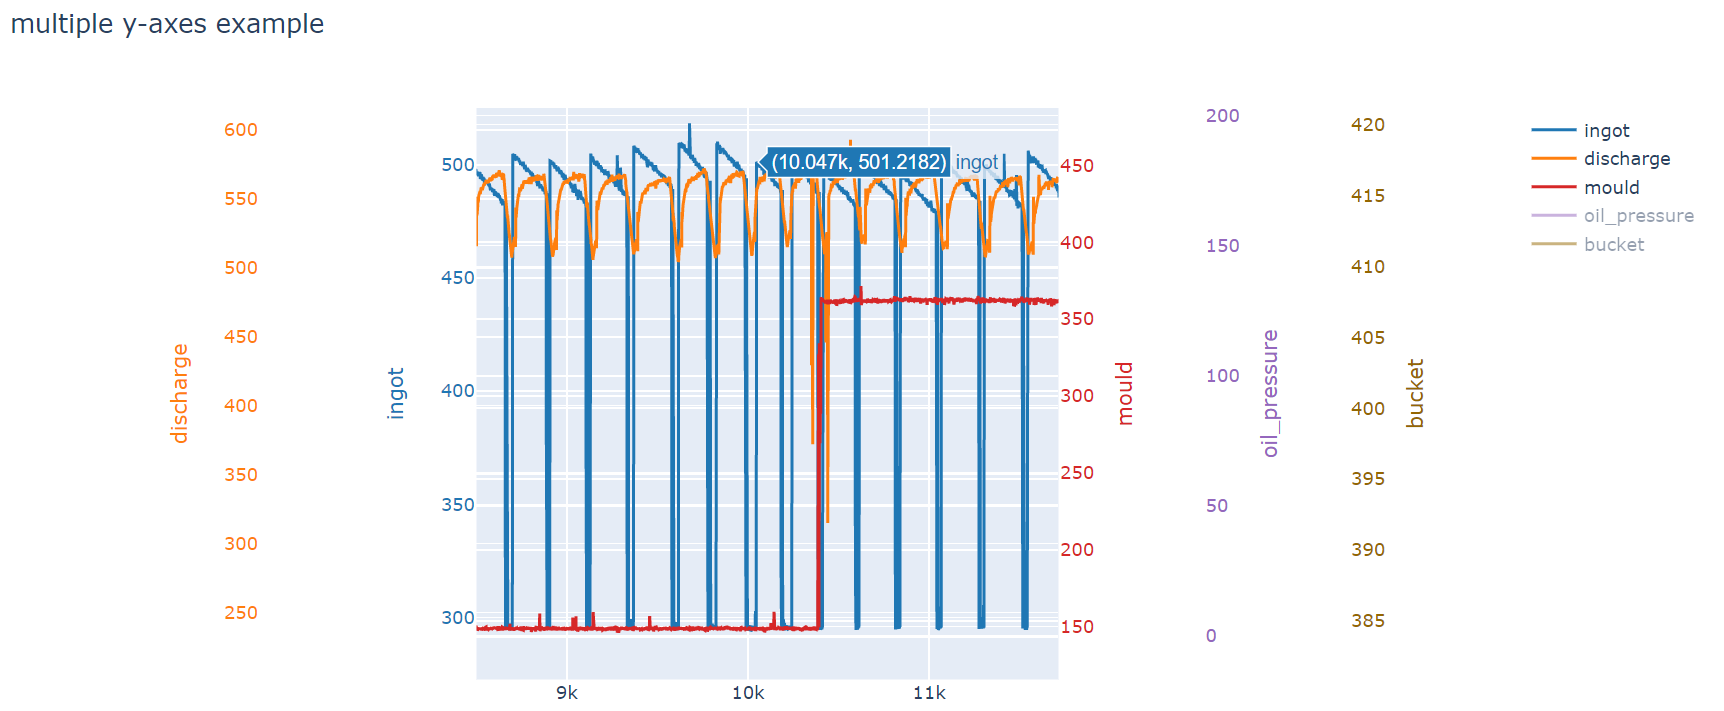 multiple y-axes example
discharge
600
550
500
450
400
350
300
250
ingot
500
450
400
350
300
(10.047k, 501.2182) ingot
9k
10k
11k
450
400
350
300
250
200
150
mould
200
150
100
50
0
oil_pressure
420
415
410
405
400
395
390
385
bucket
ingot
discharge
mould
oil_pressure
bucket